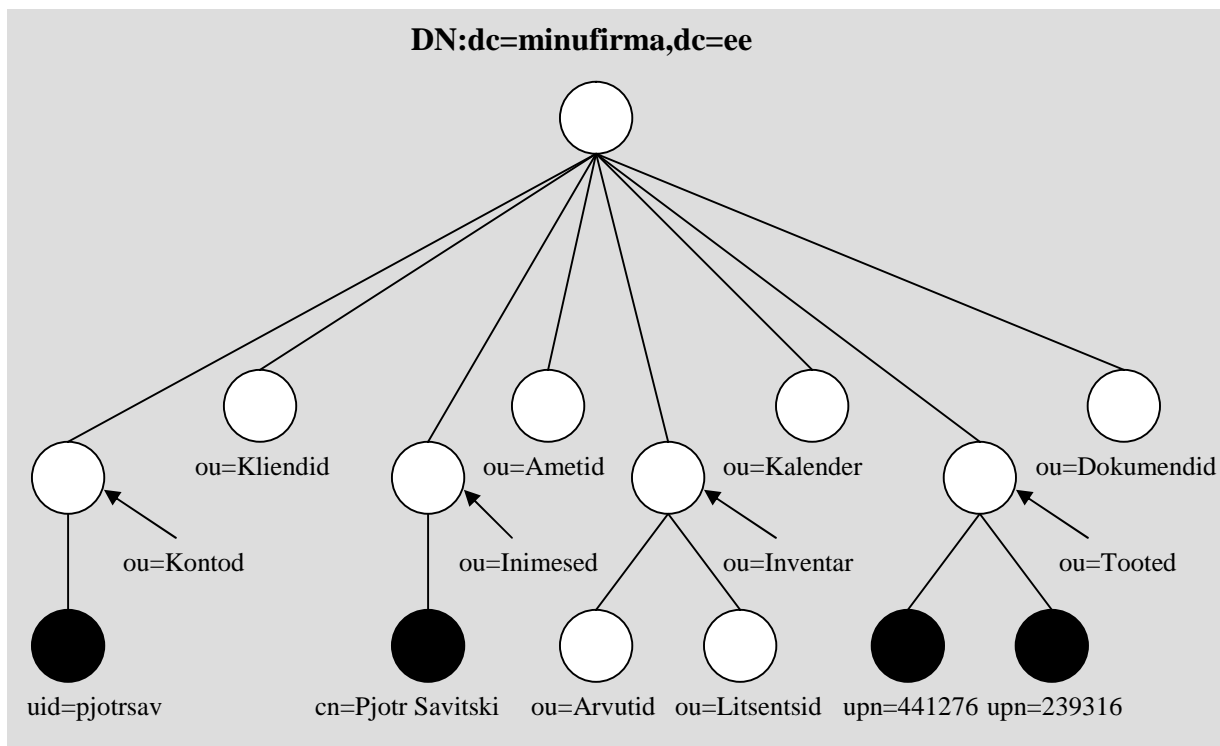 DN:dc=minufirma,dc=ee
ou=Kliendid
ou=Ametid
ou=Kalender
ou=Dokumendid
ou=Kontod
ou=Inimesed
ou=Inventar
ou=Tooted
uid=pjotrsav
cn=Pjotr Savitski
ou=Arvutid
ou=Litsentsid
upn=441276
upn=239316